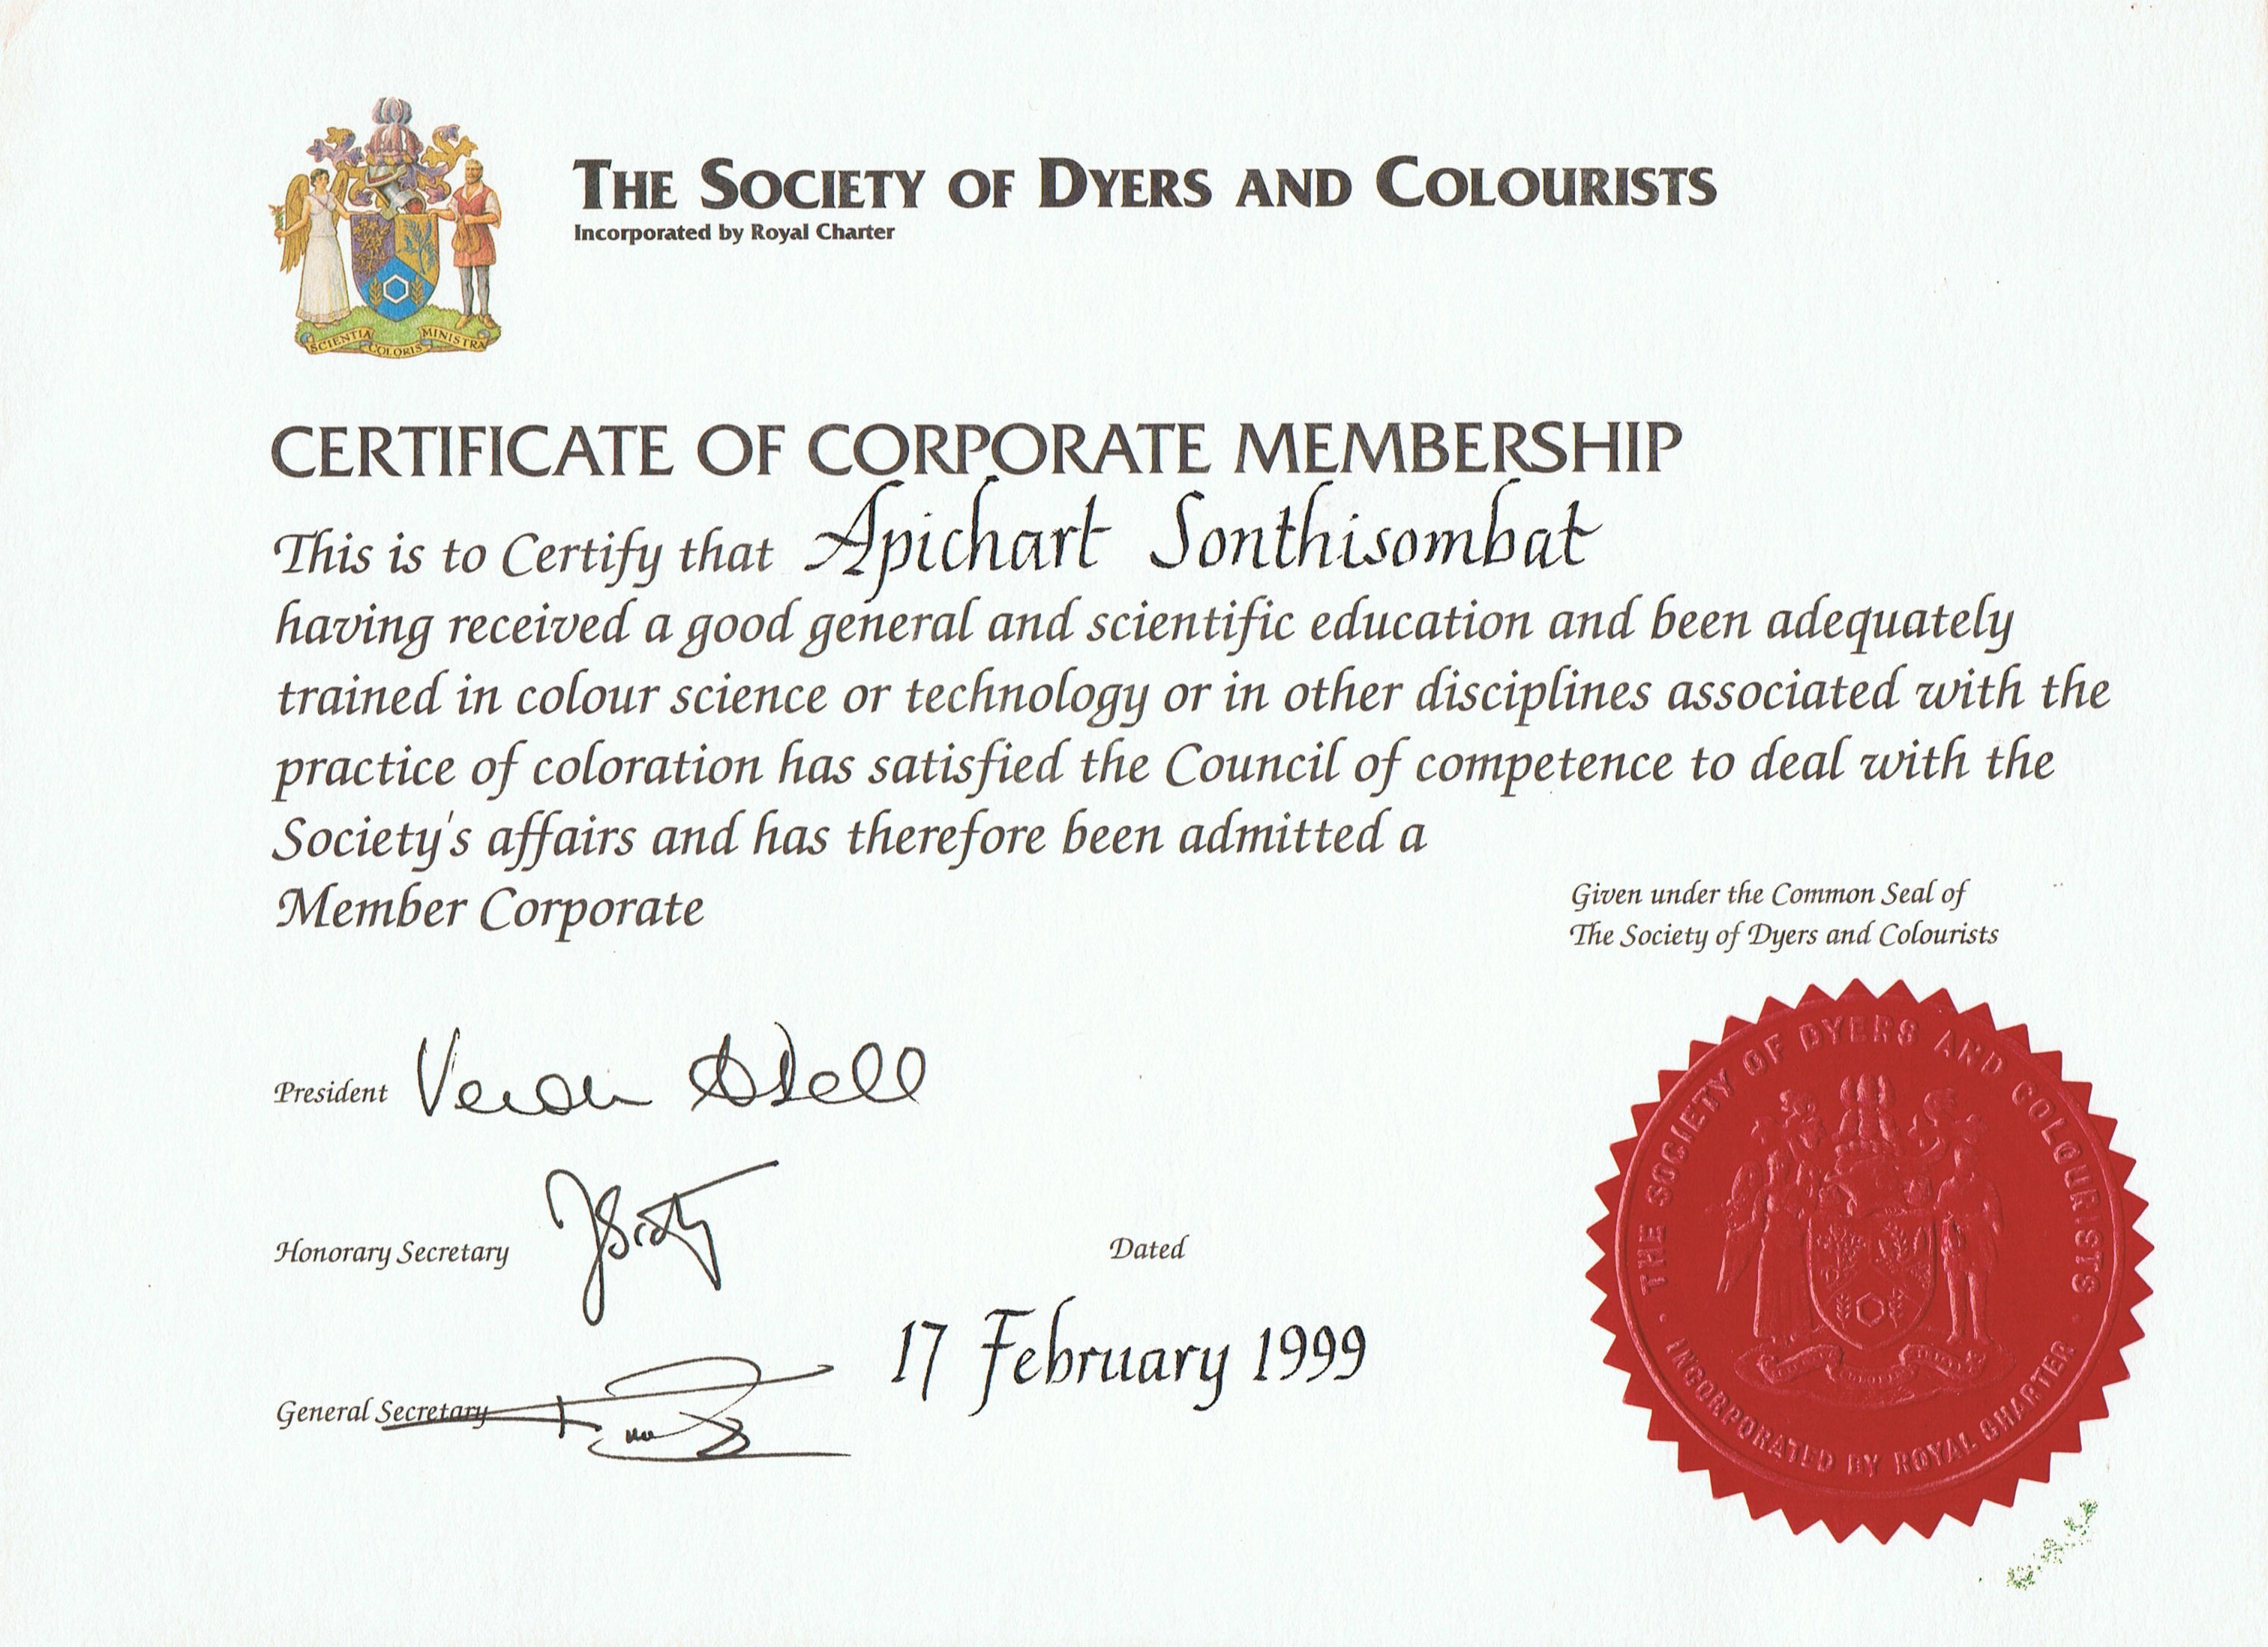 THE SOCIETY OF DYERS AND COLOURISTS
Incorporated by Royal Charter
SCIENTIA COLORIS MINISTRA
CERTIFICATE OF CORPORATE MEMBERSHIP
This is to Certify that Apichart Sonthisombat
having received a good general and scientific education and been adequately
trained in colour science or technology or in other disciplines associated with the
practice of coloration has satisfied the Council of competence to deal with the
Society's affairs and has therefore been admitted a
Member Corporate
Given under the Common Seal of
The Society of Dyers and Colourists
President
Honorary Secretary
Dated
17 February 1999
General Secretary
THE SOCIETY OF DYERS AND COLOURISTS
INCORPORATED BY ROYAL CHARTER